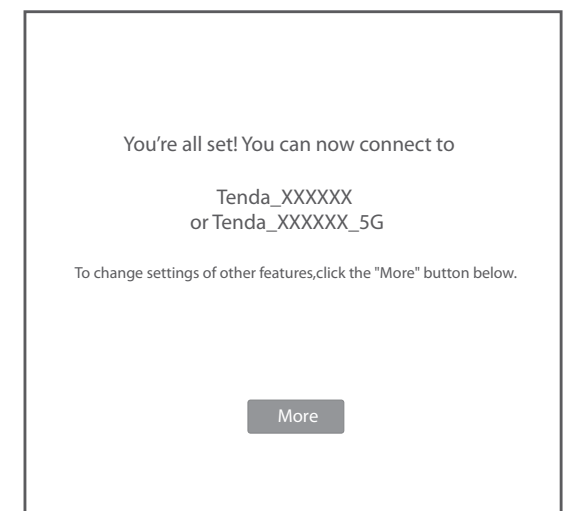 You’re all set! You can now connect to
Tenda_XXXXXX
or Tenda_XXXXXX_5G
To change settings of other features,click the "More" button below.
More